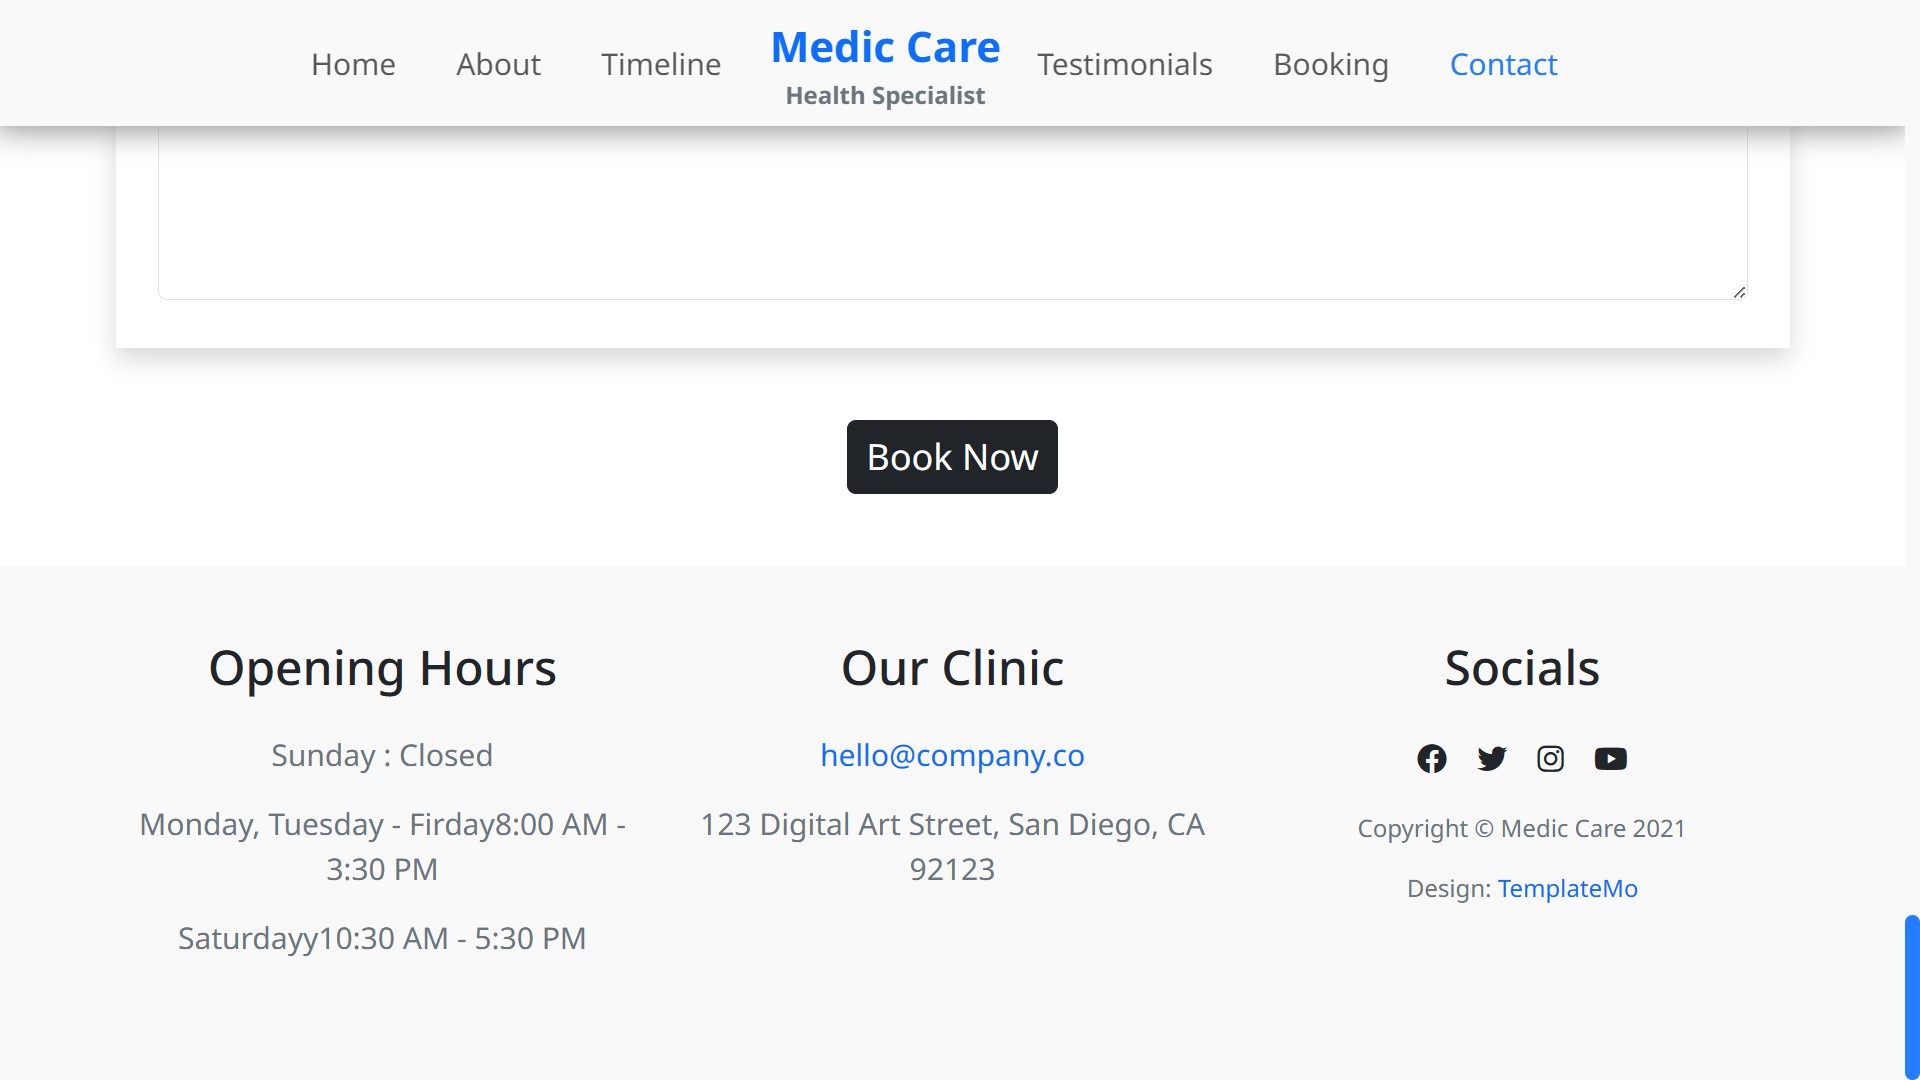 Home
About
Timeline
Medic Care
Health Specialist
Testimonials
Booking
Contact
Book Now
Opening Hours
Sunday : Closed
Monday, Tuesday - Firday8:00 AM -
3:30 PM
Saturdayy10:30 AM - 5:30 PM
Our Clinic
hello@company.co
123 Digital Art Street, San Diego, CA
92123
Socials
Copyright © Medic Care 2021
Design: TemplateMo